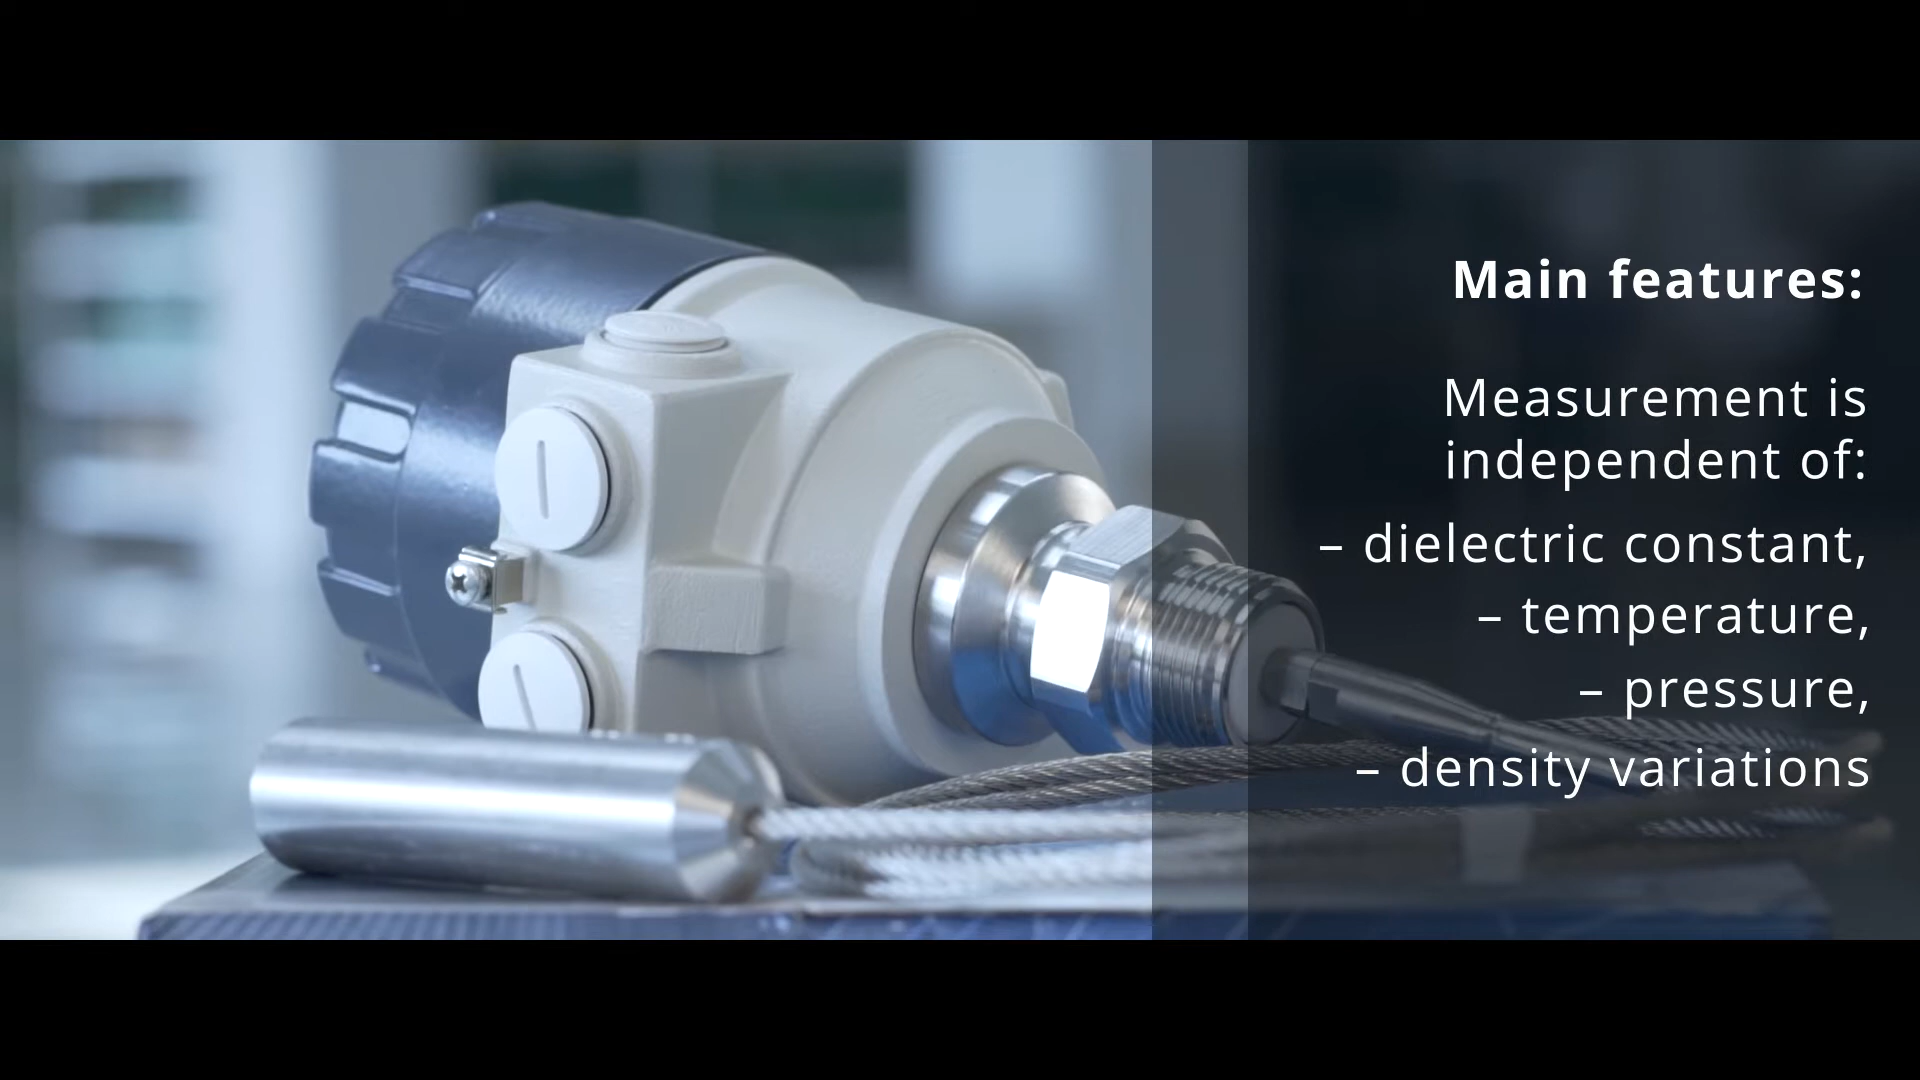 Main features:
Measurement is
independent of:
– dielectric constant,
– temperature,
– pressure,
– density variations